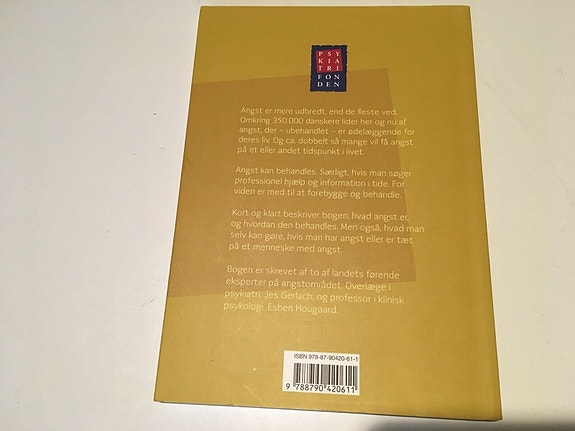 PSY
KIA
TRI
FON
DEN
Angst er mere udbredt, end de fleste ved.
Omkring 350.000 danskere lider her og nu af
angst, der – ubehandlet – er ødelæggende for
deres liv. Og ca. dobbelt så mange vil få angst
på et eller andet tidspunkt i livet.
Angst kan behandles. Særligt, hvis man søger
professionel hjælp og information i tide. For
viden er med til at forebygge og behandle.
Kort og klart beskriver bogen, hvad angst er,
og hvordan den behandles. Men også, hvad man
selv kan gøre, hvis man har angst eller er tæt
på et menneske med angst.
Bogen er skrevet af to af landets førende
eksperter på angstområdet. Overlæge i
psykiatri, Jes Gerlach, og professor i klinisk
psykologi, Esben Hougaard.
ISBN 978-87-90420-61-1
9 788790 420611